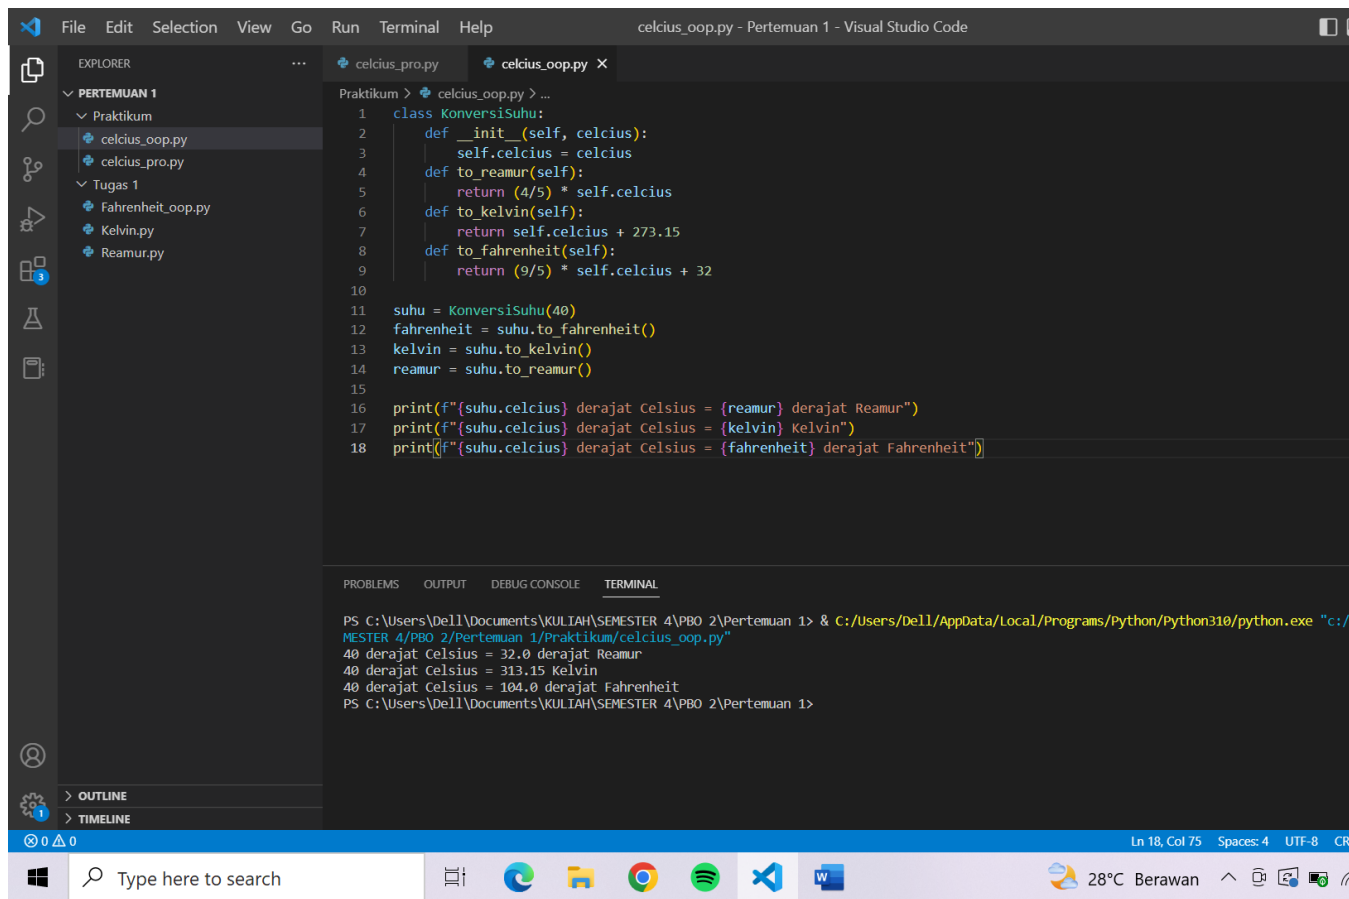 File Edit Selection View Go Run Terminal Help celcius_oop.py - Pertemuan 1 - Visual Studio Code
EXPLORER ...
PERTEMUAN 1
Praktikum
celcius_oop.py
celcius_pro.py
Tugas 1
Fahrenheit_oop.py
Kelvin.py
Reamur.py
3
OUTLINE
TIMELINE
1
celcius_pro.py celcius_oop.py
Praktikum > celcius_oop.py > ...
1 class KonversiSuhu:
2     def __init__(self, celcius):
3         self.celcius = celcius
4     def to_reamur(self):
5         return (4/5) * self.celcius
6     def to_kelvin(self):
7         return self.celcius + 273.15
8     def to_fahrenheit(self):
9         return (9/5) * self.celcius + 32
10
11 suhu = KonversiSuhu(40)
12 fahrenheit = suhu.to_fahrenheit()
13 kelvin = suhu.to_kelvin()
14 reamur = suhu.to_reamur()
15
16 print(f"{suhu.celcius} derajat Celsius = {reamur} derajat Reamur")
17 print(f"{suhu.celcius} derajat Celsius = {kelvin} Kelvin")
18 print(f"{suhu.celcius} derajat Celsius = {fahrenheit} derajat Fahrenheit")
PROBLEMS OUTPUT DEBUG CONSOLE TERMINAL
PS C:\Users\Dell\Documents\KULIAH\SEMESTER 4\PBO 2\Pertemuan 1> & C:/Users/Dell/AppData/Local/Programs/Python/Python310/python.exe "c:/
MESTER 4/PBO 2/Pertemuan 1/Praktikum/celcius_oop.py"
40 derajat Celsius = 32.0 derajat Reamur
40 derajat Celsius = 313.15 Kelvin
40 derajat Celsius = 104.0 derajat Fahrenheit
PS C:\Users\Dell\Documents\KULIAH\SEMESTER 4\PBO 2\Pertemuan 1>
0 0 Ln 18, Col 75 Spaces: 4 UTF-8 CR
Type here to search 28°C Berawan